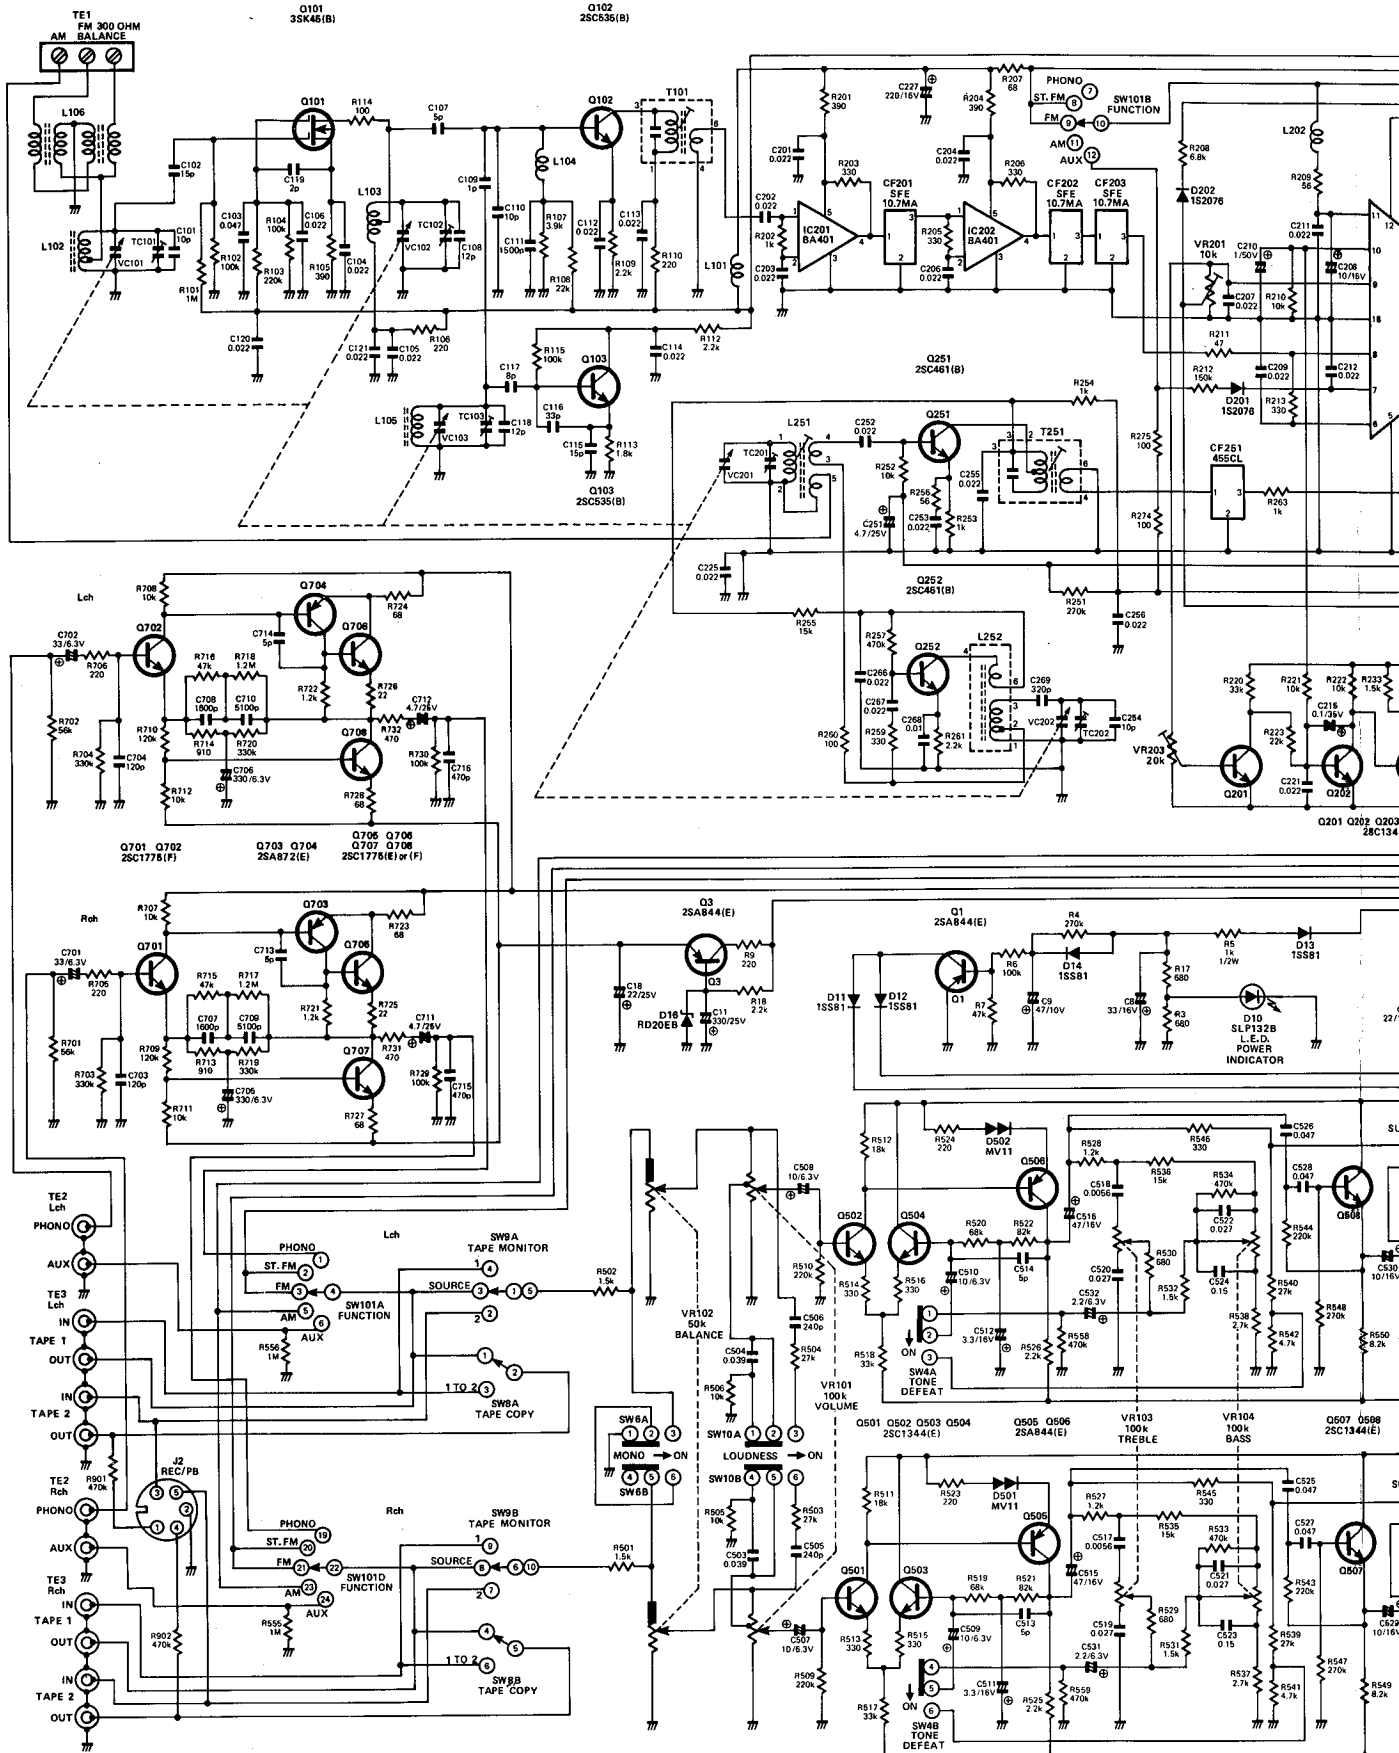 TE1
FM 300 OHM
AM BALANCE
Q101
3SK45(B)
Q102
2SC535(B)
L106
Q101
R114
100
C107
5p
Q102
T101
C102
15p
C119
2p
L103
C109
1p
L104
C110
10p
L102
TC101
C101
10p
VC101
R101
1M
R102
100k
C103
0.047
R103
220k
R104
100k
C106
0.022
R105
390
C104
0.022
VC102
TC102
C108
12p
C111
1500p
R107
3.9k
R108
22k
C112
0.022
R109
2.2k
C113
0.022
R110
220
L101
C120
0.022
C121
0.022
C105
0.022
R106
220
R115
100k
Q103
C114
0.022
R112
2.2k
C117
8p
C116
33p
L105
VC103
TC103
C118
12p
C115
15p
R113
1.8k
Q103
2SC535(B)
R201
390
C227
220/16V
R204
390
R207
68
PHONO
7
ST. FM
8
FM
9
10
AM
11
AUX
12
SW101B
FUNCTION
C201
0.022
R203
330
C204
0.022
R206
330
C202
0.022
R202
1k
C203
0.022
IC201
BA401
CF201
SFE
10.7MA
R205
330
C206
0.022
IC202
BA401
CF202
SFE
10.7MA
CF203
SFE
10.7MA
L202
R208
6.8k
R209
56
D202
1S2076
C211
0.022
VR201
10k
C210
1/50V
C208
10/16V
C207
0.022
R210
10k
R211
47
R212
150k
D201
1S2076
C209
0.022
R213
330
C212
0.022
Q251
2SC461(B)
R254
1k
L251
C252
0.022
Q251
T251
VC201
TC201
R252
10k
C251
4.7/25V
R256
56
C253
0.022
R253
1k
C255
0.022
R275
100
R274
100
CF251
455CL
R263
1k
C225
0.022
Q252
2SC461(B)
R251
270k
C256
0.022
R255
15k
R257
470k
Q252
L252
C266
0.022
C267
0.022
R259
330
R260
100
C268
0.01
R261
2.2k
C269
320p
VC202
TC202
C254
10p
R220
33k
R221
10k
R222
10k
R233
1.5k
C215
0.1/35V
R223
22k
VR203
20k
C221
0.022
Q201
Q202
Q201 Q202 Q203
2SC134
Lch
R708
10k
Q704
R724
68
C702
33/6.3V
R706
220
Q702
C714
5p
Q706
R716
47k
R718
1.2M
R722
1.2k
R726
22
C708
1600p
C710
5100p
C712
4.7/25V
R702
56k
R704
330k
C704
120p
R710
120k
R714
910
R720
330k
Q708
R732
470
R730
100k
C716
470p
C706
330/6.3V
R712
10k
R728
68
Q701 Q702
2SC1775(F)
Q703 Q704
2SA872(E)
Q705 Q706
Q707 Q708
2SC1775(E) or (F)
Rch
R707
10k
Q703
R723
68
C701
33/6.3V
R705
220
Q701
C713
5p
Q705
R715
47k
R717
1.2M
R721
1.2k
R725
22
C707
1600p
C709
5100p
C711
4.7/25V
R701
56k
R703
330k
C703
120p
R709
120k
R713
910
R719
330k
Q707
R731
470
R729
100k
C715
470p
C705
330/6.3V
R711
10k
R727
68
Q3
2SA844(E)
R9
220
Q3
C18
22/25V
R18
2.2k
D16
RD20EB
C11
330/25V
Q1
2SA844(E)
Q1
D11
1SS81
D12
1SS81
R6
100k
R7
47k
R4
270k
D14
1SS81
C9
47/10V
C8
33/16V
R17
680
R3
680
R5
1k
1/2W
D13
1SS81
D10
SLP132B
L.E.D.
POWER
INDICATOR
TE2
Lch
PHONO
AUX
TE3
Lch
IN
TAPE 1
OUT
IN
TAPE 2
OUT
TE2
Rch
PHONO
AUX
TE3
Rch
IN
TAPE 1
OUT
IN
TAPE 2
OUT
R901
470k
J2
REC/PB
R902
470k
Lch
PHONO
ST. FM
FM
AM
AUX
SW101A
FUNCTION
R556
1M
SW9A
TAPE MONITOR
SOURCE
1 TO 2
SW8A
TAPE COPY
Rch
PHONO
ST. FM
FM
AM
AUX
SW101D
FUNCTION
R555
1M
SW9B
TAPE MONITOR
SOURCE
1 TO 2
SW8B
TAPE COPY
R502
1.5k
R501
1.5k
VR102
50k
BALANCE
SW6A
MONO → ON
SW6B
C504
0.039
R506
10k
SW10A
LOUDNESS → ON
SW10B
R505
10k
C503
0.039
C508
10/6.3V
R510
220k
C506
240p
R504
27k
VR101
100k
VOLUME
R503
27k
C505
240p
C507
10/6.3V
R509
220k
R512
18k
R524
220
D502
MV11
Q506
Q502
Q504
R520
68k
R522
82k
C514
5p
R514
330
R516
330
C510
10/6.3V
R518
33k
ON
SW4A
TONE
DEFEAT
C512
3.3/16V
R526
2.2k
R558
470k
C516
47/16V
R528
1.2k
C518
0.0056
C520
0.027
R536
15k
R546
330
R530
680
C532
2.2/6.3V
R532
1.5k
R534
470k
C522
0.027
C524
0.15
R538
2.7k
R540
27k
R542
4.7k
C526
0.047
C528
0.047
R544
220k
R548
270k
Q508
C530
10/16V
R550
8.2k
Q501 Q502 Q503 Q504
2SC1344(E)
Q505 Q506
2SA844(E)
VR103
100k
TREBLE
VR104
100k
BASS
Q507 Q508
2SC1344(E)
R511
18k
R523
220
D501
MV11
Q505
Q501
Q503
R519
68k
R521
82k
C513
5p
R513
330
R515
330
C509
10/6.3V
R517
33k
ON
SW4B
TONE
DEFEAT
C511
3.3/16V
R525
2.2k
R559
470k
C515
47/16V
R527
1.2k
C517
0.0056
C519
0.027
R535
15k
R545
330
R529
680
C531
2.2/6.3V
R531
1.5k
R533
470k
C521
0.027
C523
0.15
R537
2.7k
R539
27k
R541
4.7k
C525
0.047
C527
0.047
R543
220k
R547
270k
Q507
C529
10/16V
R549
8.2k